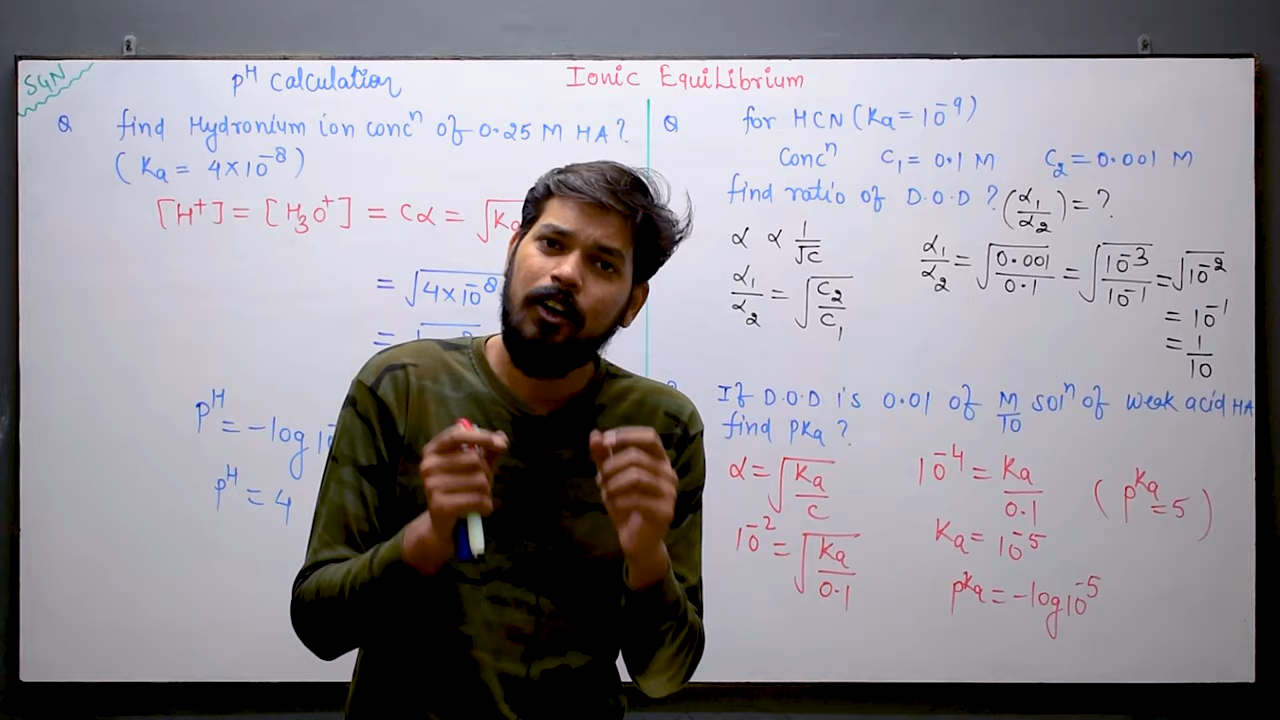 SGN
pH Calculation
Ionic Equilibrium
Q find Hydronium ion concⁿ of 0.25 M HA?
(Ka = 4×10⁻⁸)
[H⁺] = [H₃O⁺] = Cα = √Ka
= √4×10⁻⁸
=
pH = -log 10
pH = 4
Q for HCN (Ka = 10⁻⁹)
Concⁿ C₁ = 0.1 M C₂ = 0.001 M
find ratio of D.O.D ? (α₁/α₂) = ?
α ∝ 1/√C
α₁/α₂ = √(C₂/C₁)
α₁/α₂ = √(0.001/0.1) = √(10⁻³/10⁻¹) = √10⁻²
= 10⁻¹
= 1/10
If D.O.D is 0.01 of M/10 solⁿ of weak acid HA
find PKa ?
α = √(Ka/C)
10⁻² = √(Ka/0.1)
10⁻⁴ = Ka/0.1
Ka = 10⁻⁵
pKa = -log10⁻⁵
(pKa = 5)